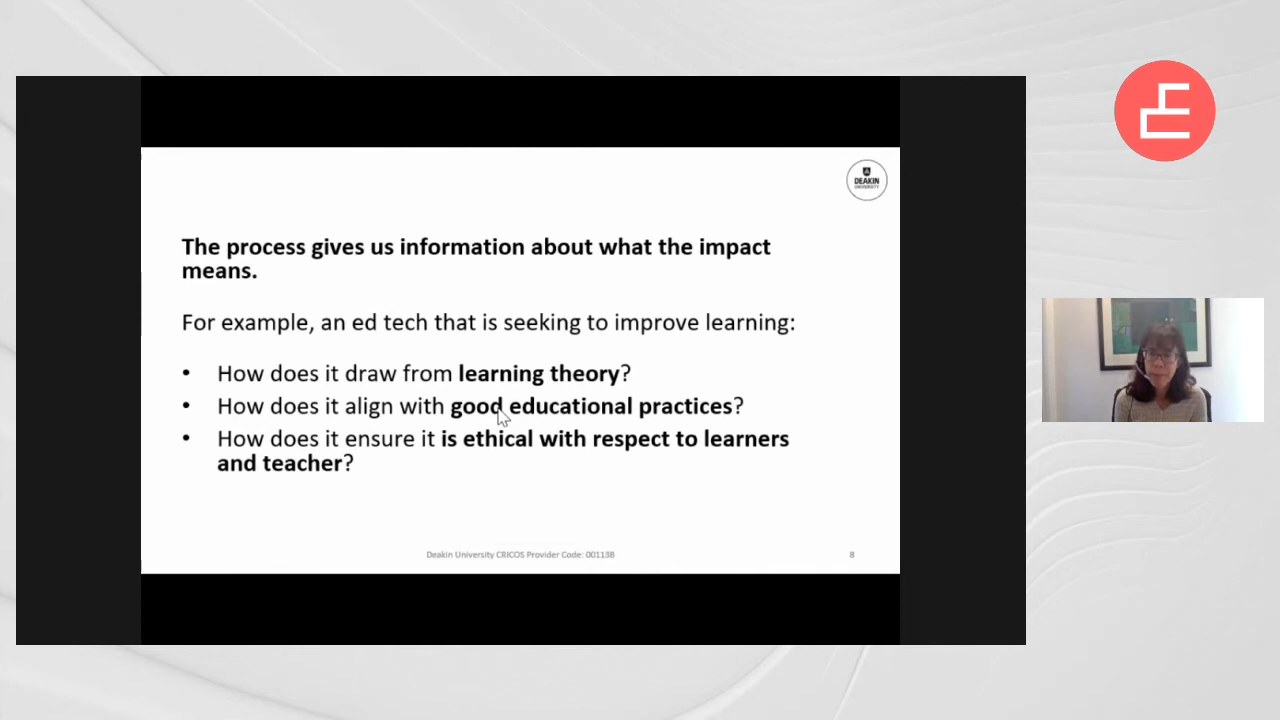 DEAKIN
UNIVERSITY
The process gives us information about what the impact
means.
For example, an ed tech that is seeking to improve learning:
• How does it draw from learning theory?
• How does it align with good educational practices?
• How does it ensure it is ethical with respect to learners
and teacher?
Deakin University CRICOS Provider Code: 00113B
8